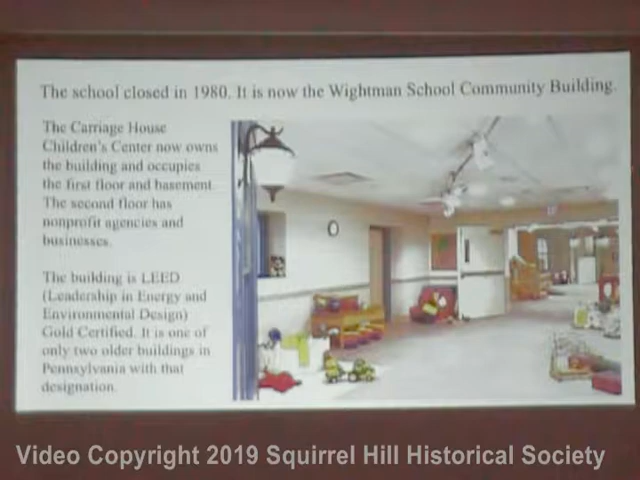 The school closed in 1980. It is now the Wightman School Community Building.
The Carriage House
Children's Center now owns
the building and occupies
the first floor and basement
The second floor has
nonprofit agencies and
businesses.
The building is LEED
(Leadership in Energy and
Environmental Design)
Gold Certified. It is one of
only two older buildings in
Pennsylvania with that
designation.
Video Copyright 2019 Squirrel Hill Historical Society